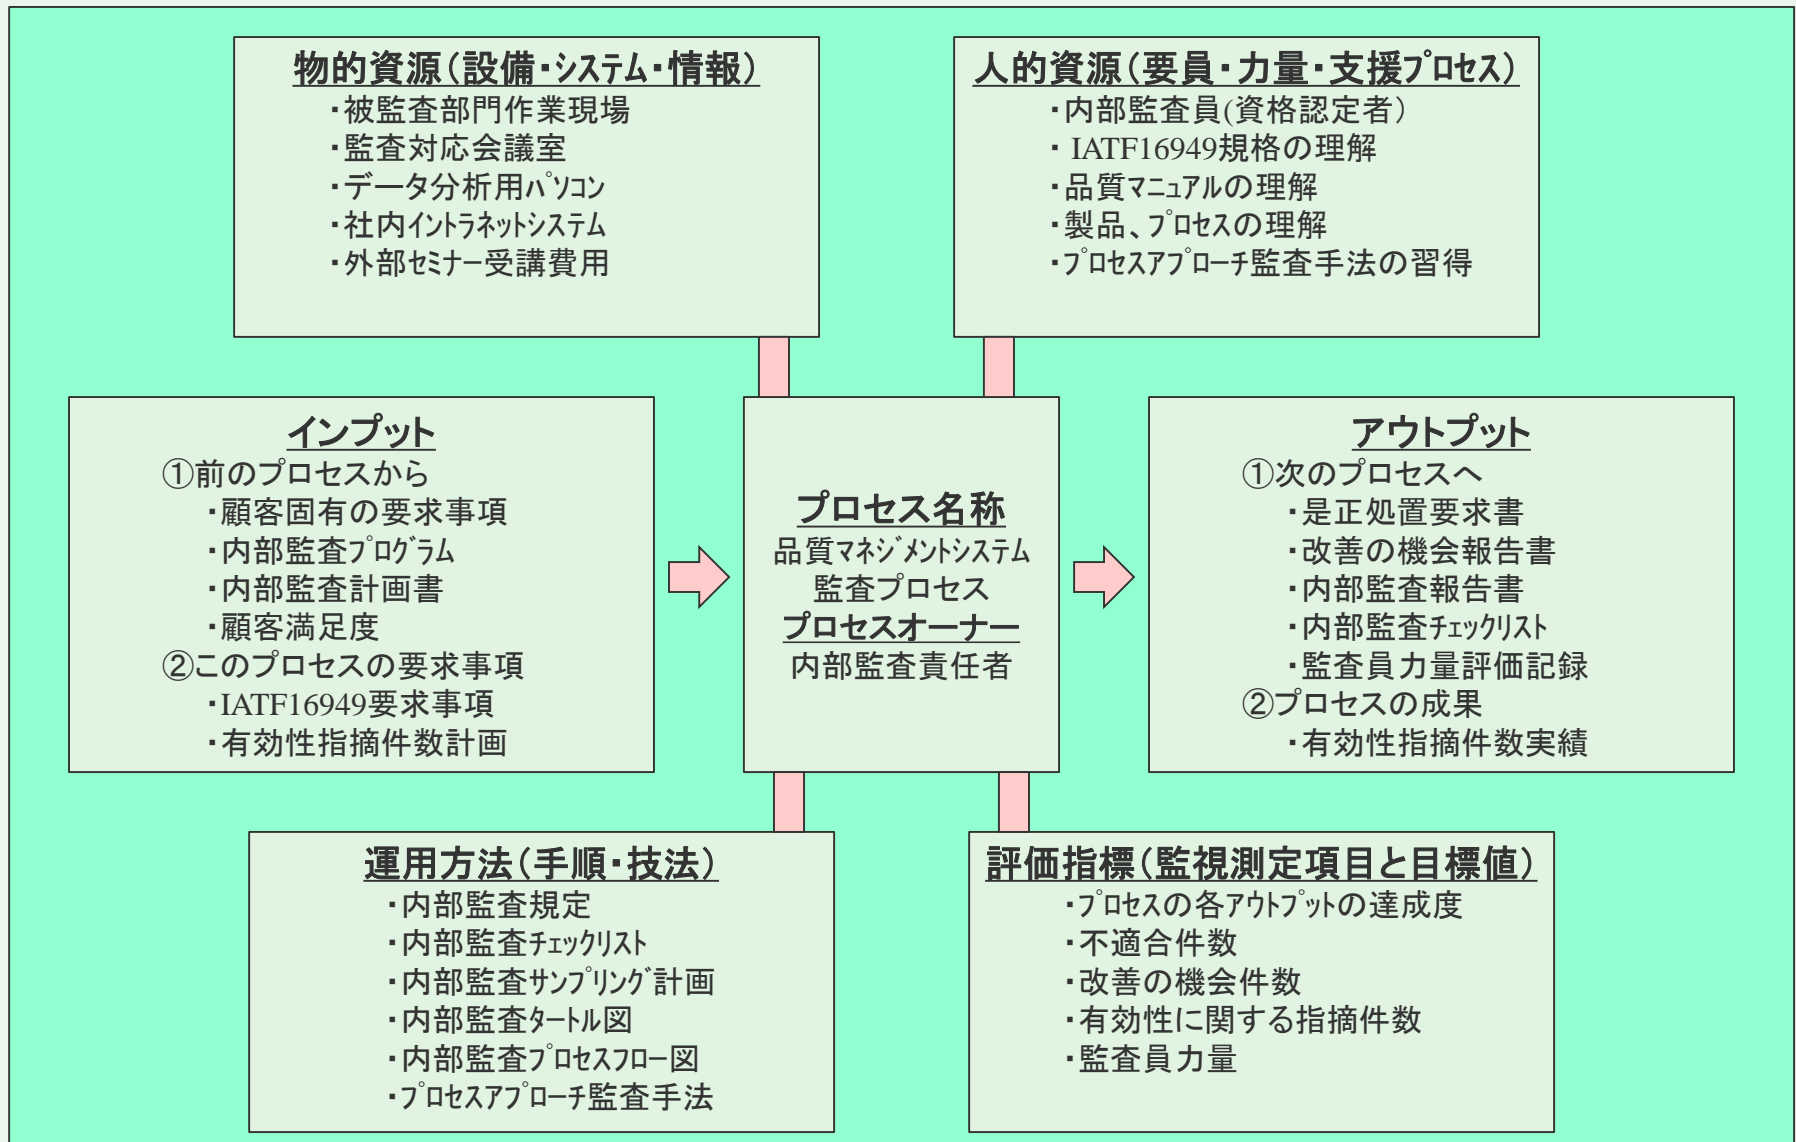 物的資源（設備・ｼｽﾃﾑ・情報）
・被監査部門作業現場
・監査対応会議室
・データ分析用ﾊﾟｿｺﾝ
・社内ｲﾝﾄﾗﾈｯﾄｼｽﾃﾑ
・外部ｾﾐﾅｰ受講費用
人的資源（要員・力量・支援ﾌﾟﾛｾｽ）
・内部監査員(資格認定者）
・ IATF16949規格の理解
・品質ﾏﾆｭｱﾙの理解
・製品、ﾌﾟﾛｾｽの理解
・ﾌﾟﾛｾｽｱﾌﾟﾛｰﾁ監査手法の習得
インプット
①前のプロセスから
・顧客固有の要求事項
・内部監査ﾌﾟﾛｸﾞﾗﾑ
・内部監査計画書
・顧客満足度
②このプロセスの要求事項
・IATF16949要求事項
・有効性指摘件数計画
プロセス名称
品質ﾏﾈｼﾞﾒﾝﾄｼｽﾃﾑ
監査プロセス
プロセスオーナー
内部監査責任者
アウトプット
①次のプロセスへ
・是正処置要求書
・改善の機会報告書
・内部監査報告書
・内部監査ﾁｪｯｸﾘｽﾄ
・監査員力量評価記録
②プロセスの成果
・有効性指摘件数実績
運用方法（手順・技法）
・内部監査規定
・内部監査ﾁｪｯｸﾘｽﾄ
・内部監査ｻﾝﾌﾟﾘﾝｸﾞ計画
・内部監査ﾀｰﾄﾙ図
・内部監査ﾌﾟﾛｾｽﾌﾛｰ図
・ﾌﾟﾛｾｽｱﾌﾟﾛｰﾁ監査手法
評価指標（監視測定項目と目標値）
・ﾌﾟﾛｾｽの各ｱｳﾄﾌﾟｯﾄの達成度
・不適合件数
・改善の機会件数
・有効性に関する指摘件数
・監査員力量